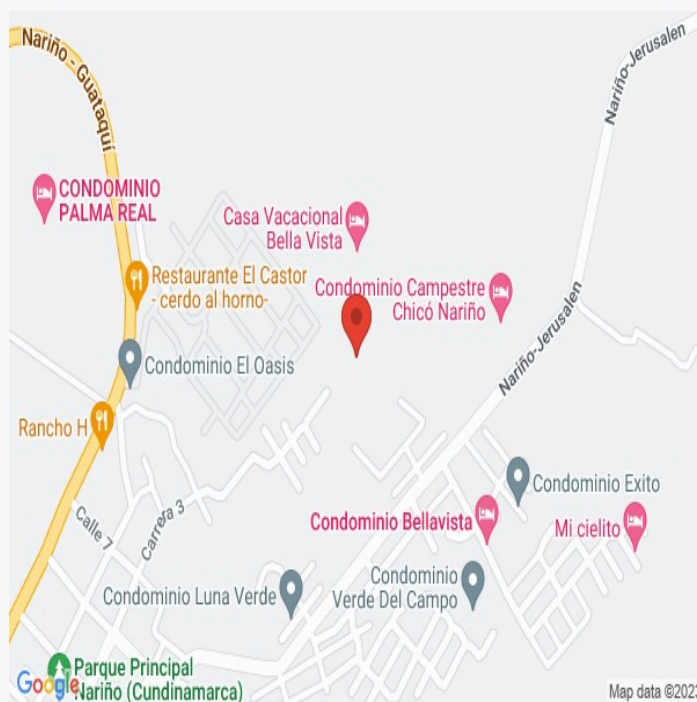 Nariño - Guataquí
Nariño-Jerusalen
CONDOMINIO
PALMA REAL
Casa Vacacional
Bella Vista
Restaurante El Castor
- cerdo al horno-
Condominio Campestre
Chicó Nariño
Nariño-Jerusalen
Condominio El Oasis
Rancho H
Condominio Exito
Calle 7
Carrera 3
Condominio Bellavista
Mi cielito
Condominio
Verde Del Campo
Condominio Luna Verde
Parque Principal
Nariño (Cundinamarca)
Google
Map data ©2023